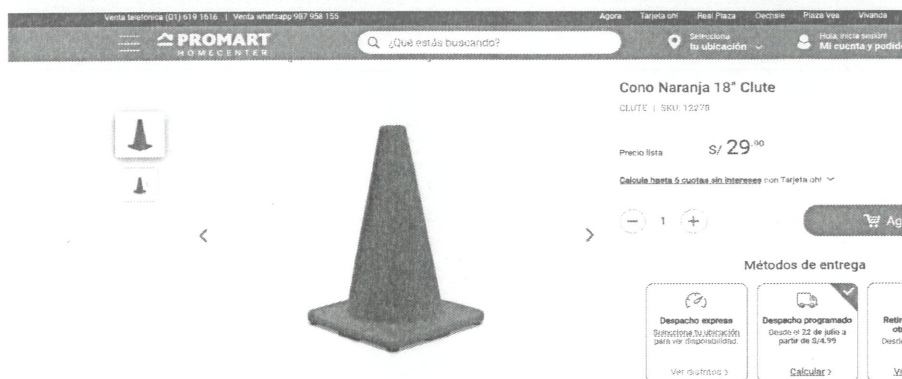 Venta telefónica (01) 619 1616 | Venta whatsapp 987 958 155
Agora Tarjeta oh! Real Plaza Oechsle Plaza Vea Vivanda
PROMART
HOMECENTER
¿Qué estás buscando?
Selecciona
tu ubicación
Hola, inicia sesión
Mi cuenta y pedido
Cono Naranja 18" Clute
CLUTE | SKU: 12270
Precio lista S/ 29.90
Calcula hasta 6 cuotas sin intereses con Tarjeta oh!
1
Ag
Métodos de entrega
Despacho express
Selecciona tu ubicación
para ver disponibilidad.
Ver distritos >
Despacho programado
Desde el 22 de julio a
partir de S/4.99
Calcular >
Retir
Desde